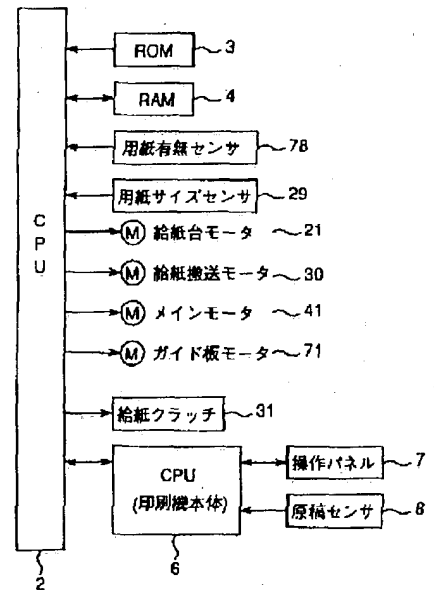 ROM 3
RAM 4
用紙有無センサ 78
用紙サイズセンサ 29
CPU
M 給紙台モータ 21
M 給紙搬送モータ 30
M メインモータ 41
M ガイド板モータ 71
給紙クラッチ 31
CPU
(印刷機本体)
操作パネル 7
原稿センサ 8
2
6